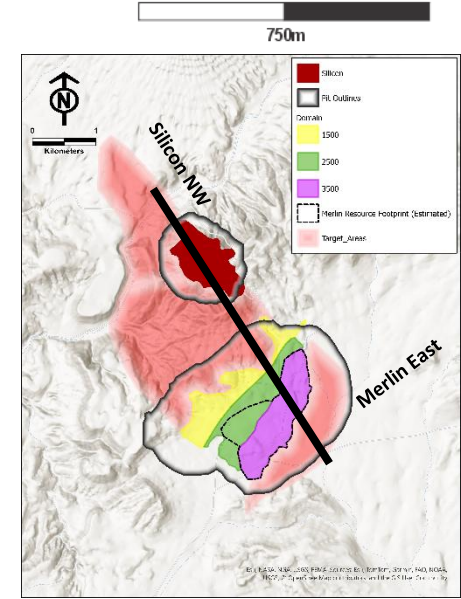 750m
N
0 1
Kilometers
Silicon NW
Silicon
Pit Outlines
Domain
1500
2500
3500
Merlin Resource Footprint (Estimated)
Target_Areas
Merlin East